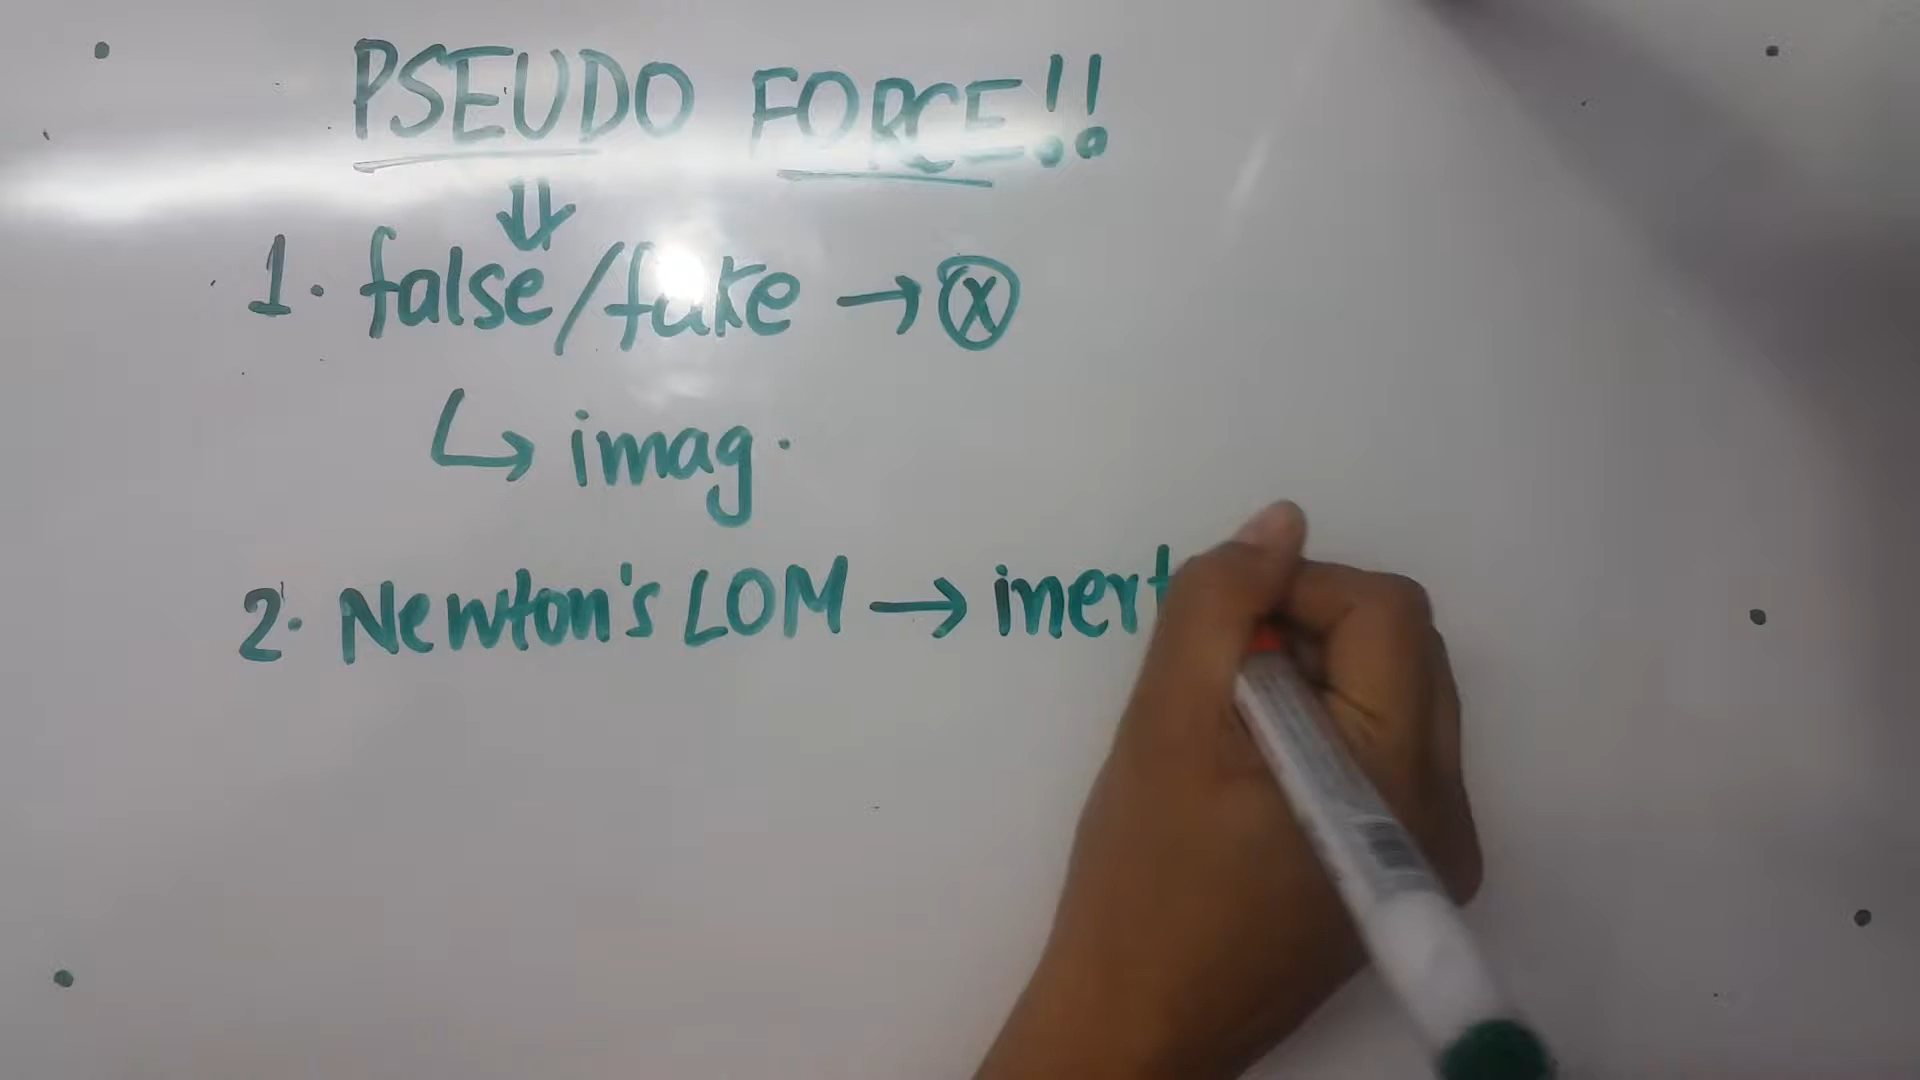 PSEUDO FORCE!!
⇓
1. false/fake → ⓧ
↳ imag.
2. Newton's LOM → inert